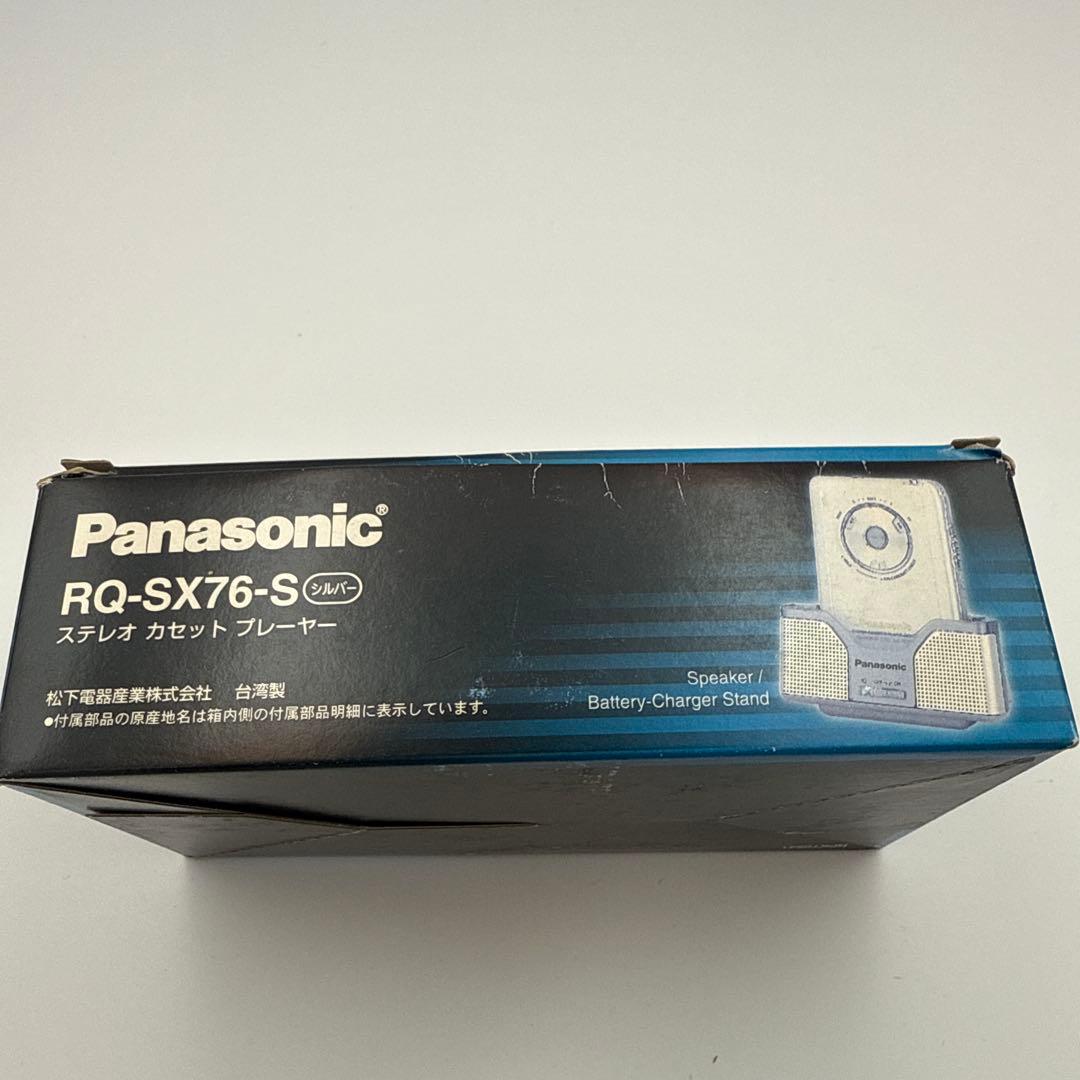 Panasonic®
RQ-SX76-S シルバー
ステレオ カセット プレーヤー
松下電器産業株式会社 台湾製
●付属部品の原産地名は箱内側の付属部品明細に表示しています。
Speaker /
Battery-Charger Stand
Panasonic
Panasonic